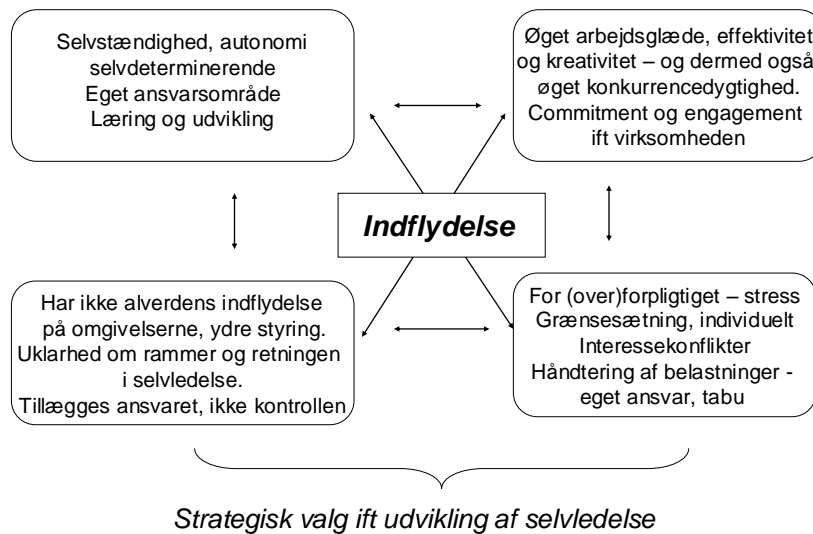 Selvstændighed, autonomi
selvdeterminerende
Eget ansvarsområde
Læring og udvikling
Øget arbejdsglæde, effektivitet
og kreativitet – og dermed også
øget konkurrencedygtighed.
Commitment og engagement
ift virksomheden
Indflydelse
Har ikke alverdens indflydelse
på omgivelserne, ydre styring.
Uklarhed om rammer og retningen
i selvledelse.
Tillægges ansvaret, ikke kontrollen
For (over)forpligtiget – stress
Grænsesætning, individuelt
Interessekonflikter
Håndtering af belastninger -
eget ansvar, tabu
Strategisk valg ift udvikling af selvledelse